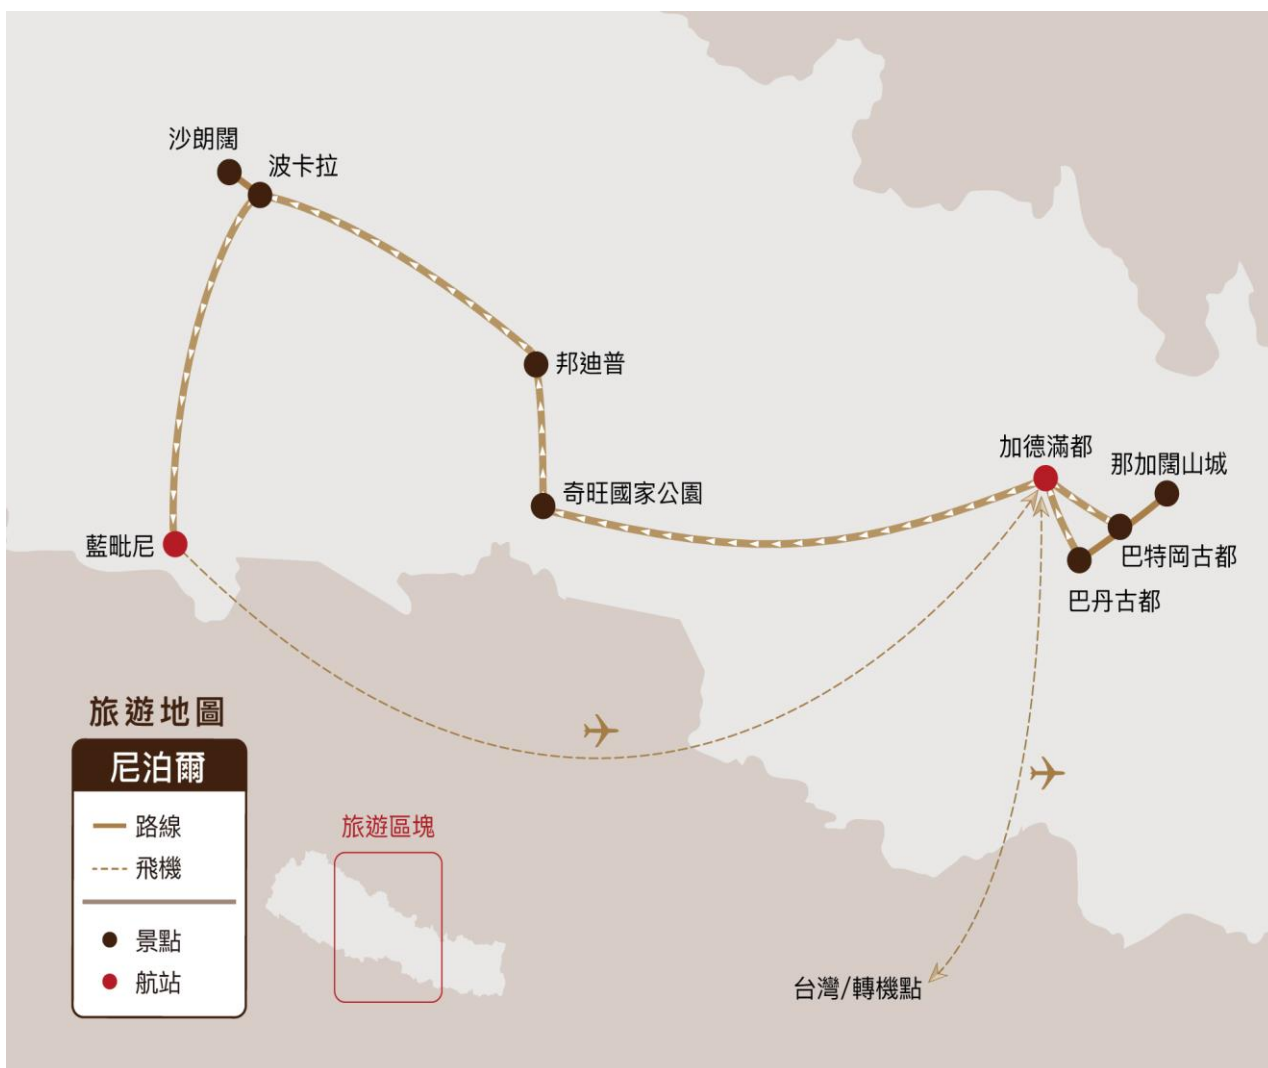 沙朗闊
波卡拉
邦迪普
加德滿都
那加闊山城
奇旺國家公園
藍毗尼
巴特岡古都
巴丹古都
旅遊地圖
尼泊爾
路線
飛機
景點
航站
旅遊區塊
台灣/轉機點